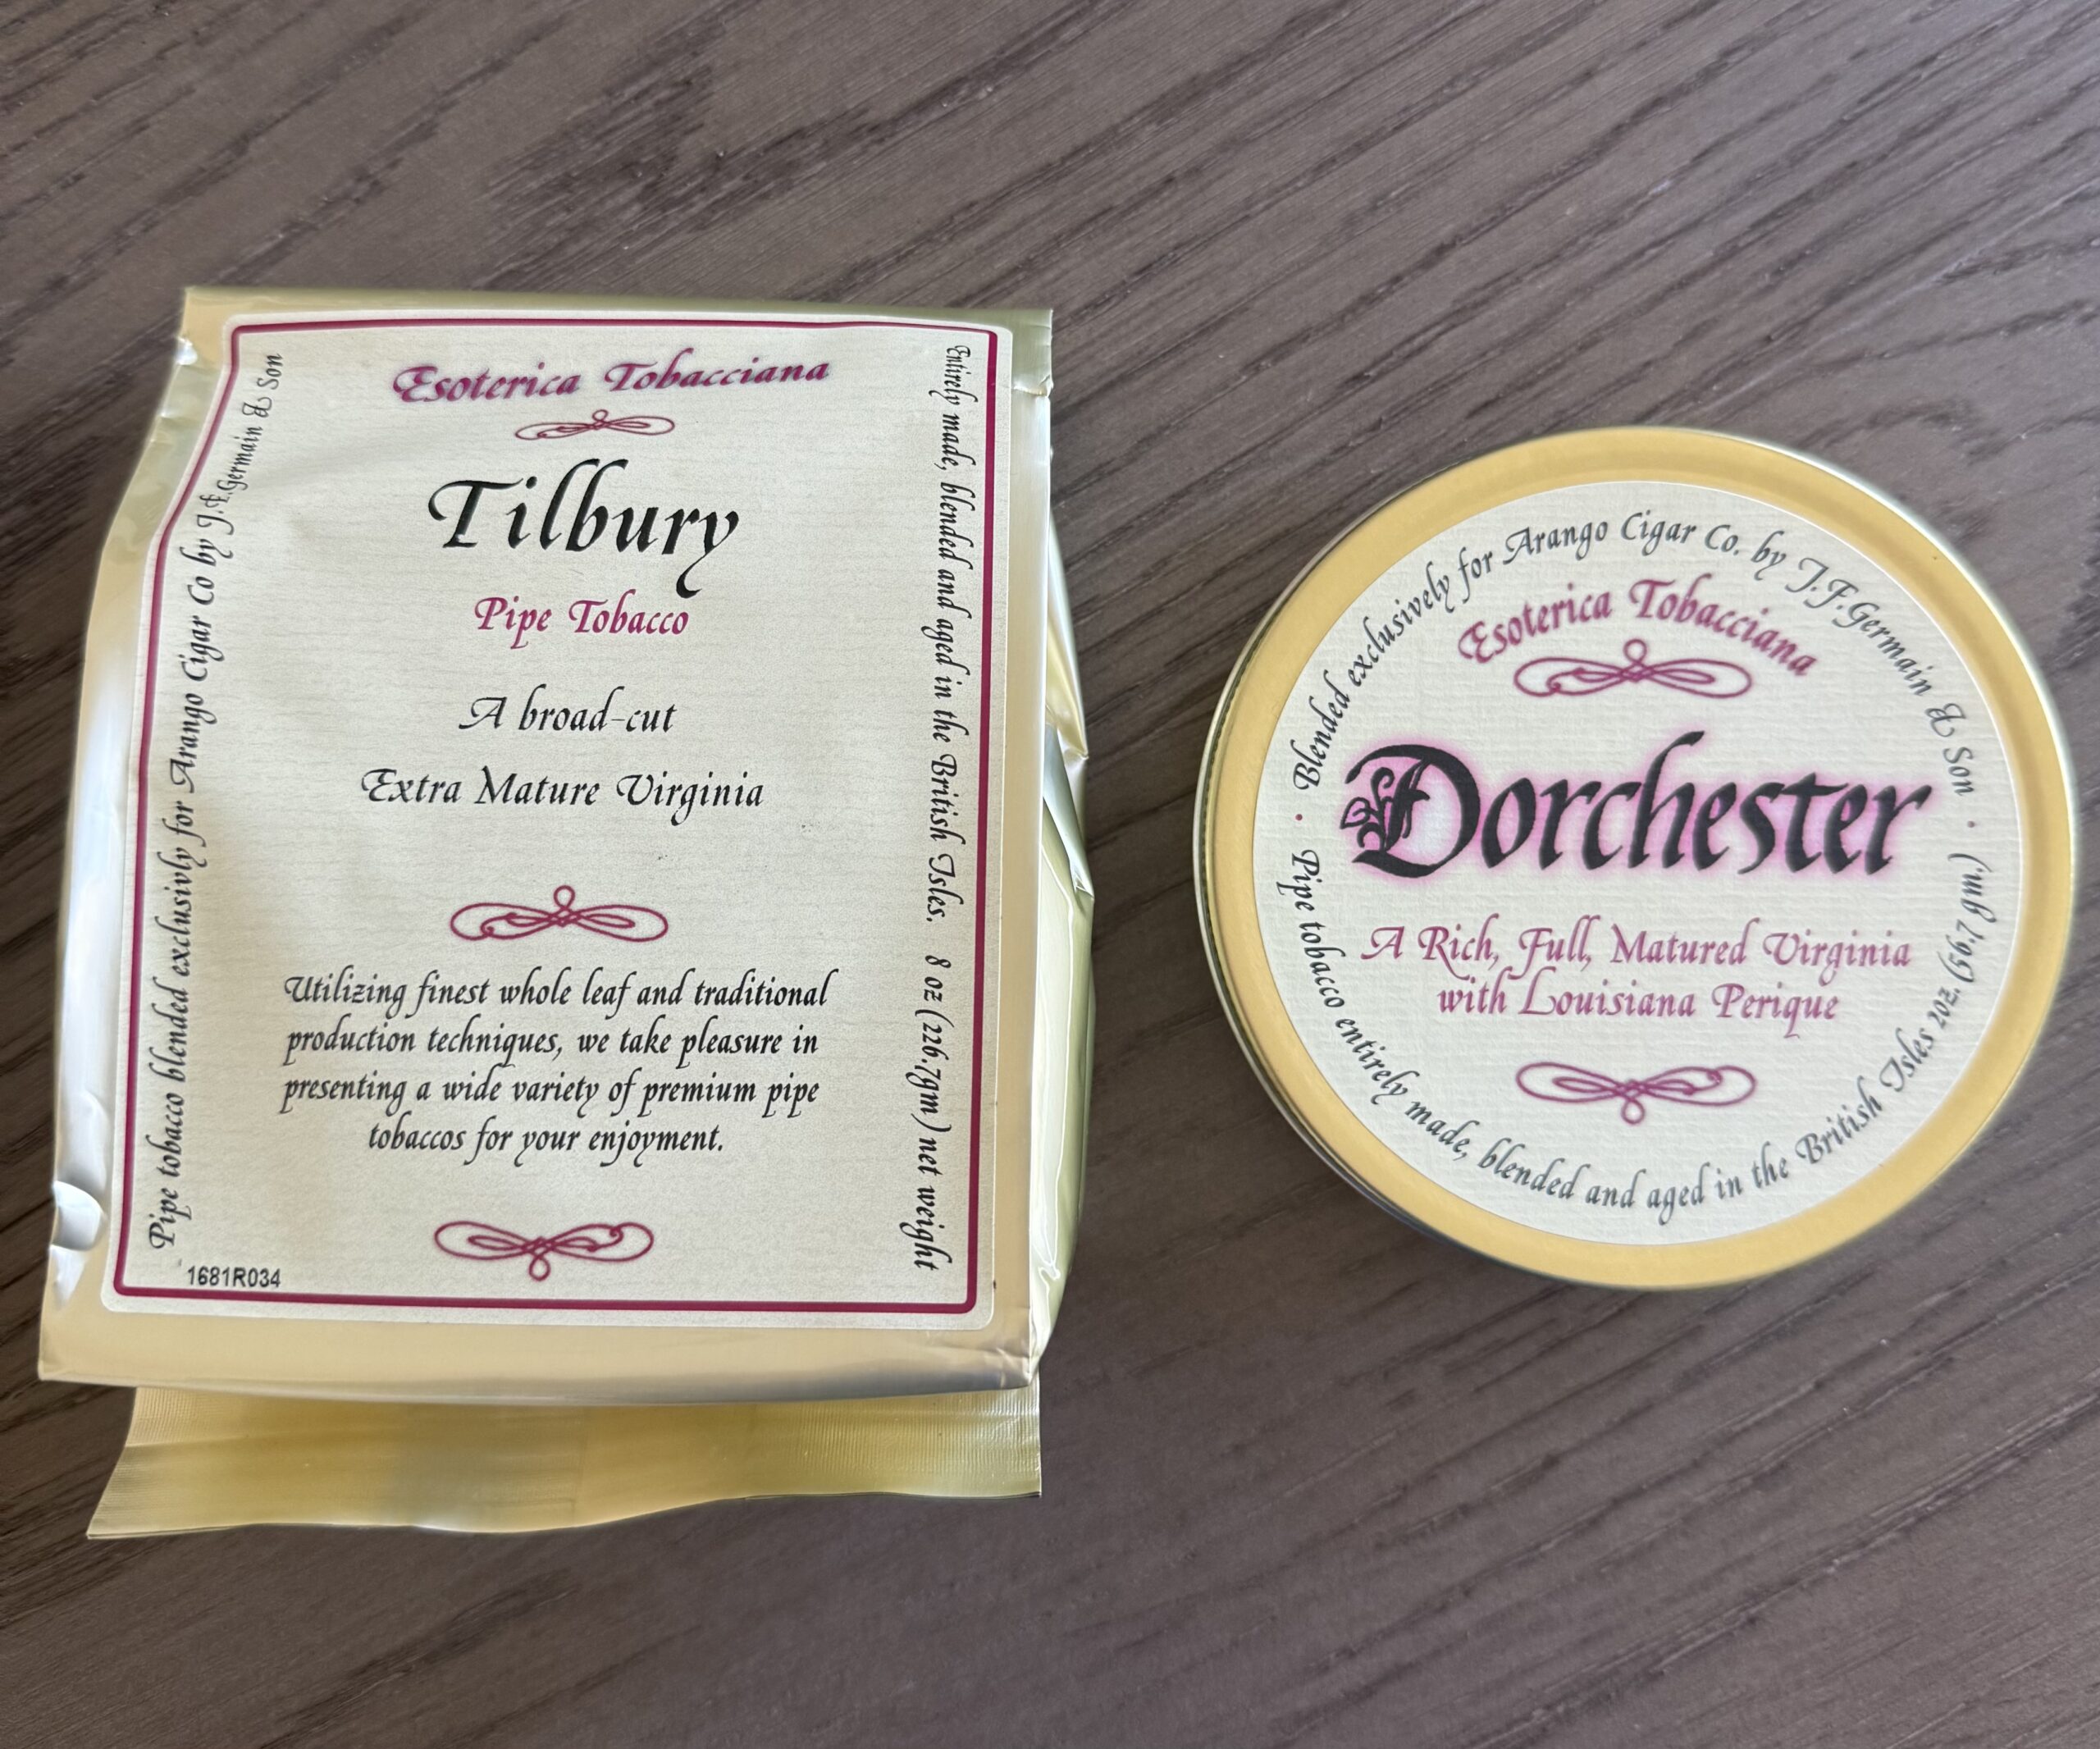 Esoterica Tobacciana
Tilbury
Pipe Tobacco
A broad-cut
Extra Mature Virginia
Utilizing finest whole leaf and traditional
production techniques, we take pleasure in
presenting a wide variety of premium pipe
tobaccos for your enjoyment.
Pipe tobacco blended exclusivly for Arango Cigar Co by J.F.Germain & Son
Entirely made, blended and aged in the British Isles. 8 oz (226.7gm) net weight
1681R034
Blended exclusively for Arango Cigar Co. by J.F.Germain & Son
Esoterica Tobacciana
Dorchester
A Rich, Full, Matured Virginia
with Louisiana Perique
Pipe tobacco entirely made, blended and aged in the British Isles 2oz. (56.7 gm.)